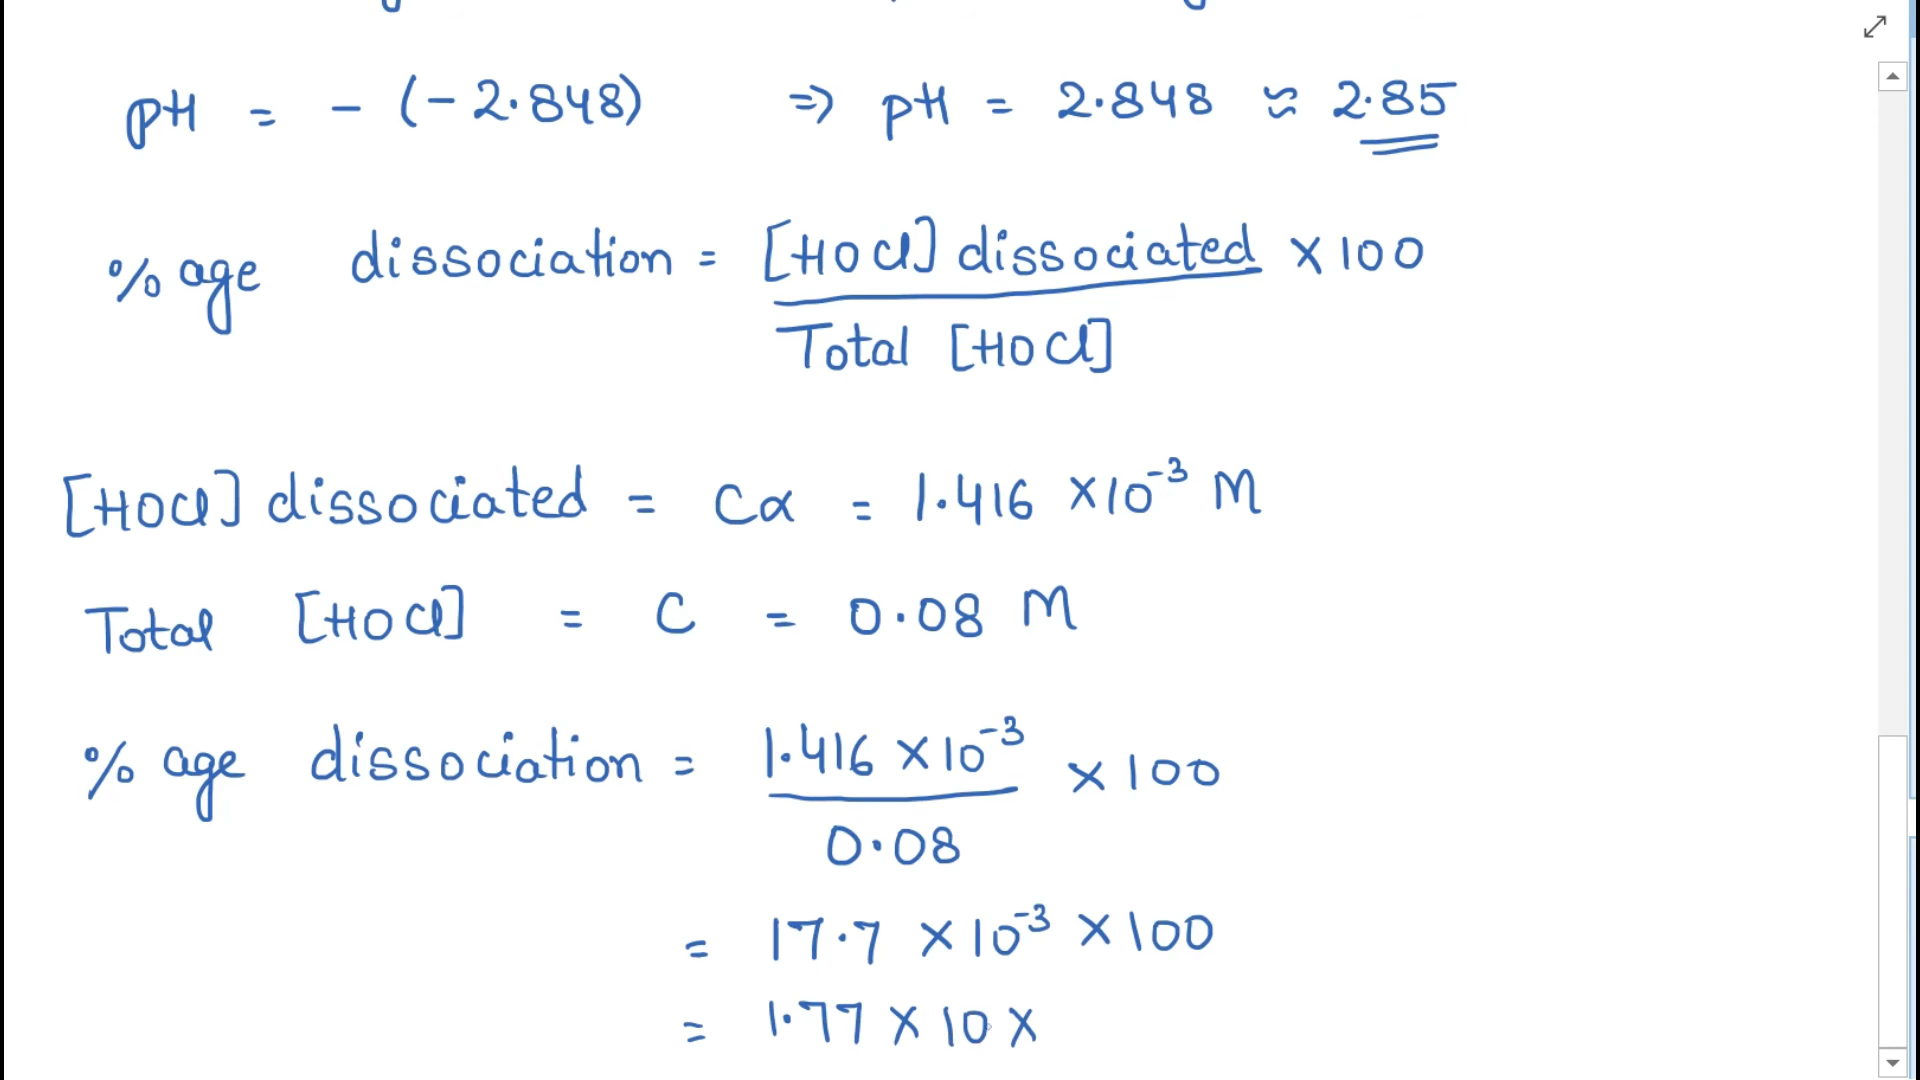 pH = - (-2.848) => pH = 2.848 ≈ 2.85
% age dissociation = [HOCl] dissociated × 100
Total [HOCl]
[HOCl] dissociated = Cα = 1.416 × 10⁻³ M
Total [HOCl] = C = 0.08 M
% age dissociation = 1.416 × 10⁻³ × 100
0.08
= 17.7 × 10⁻³ × 100
= 1.77 × 10 ×